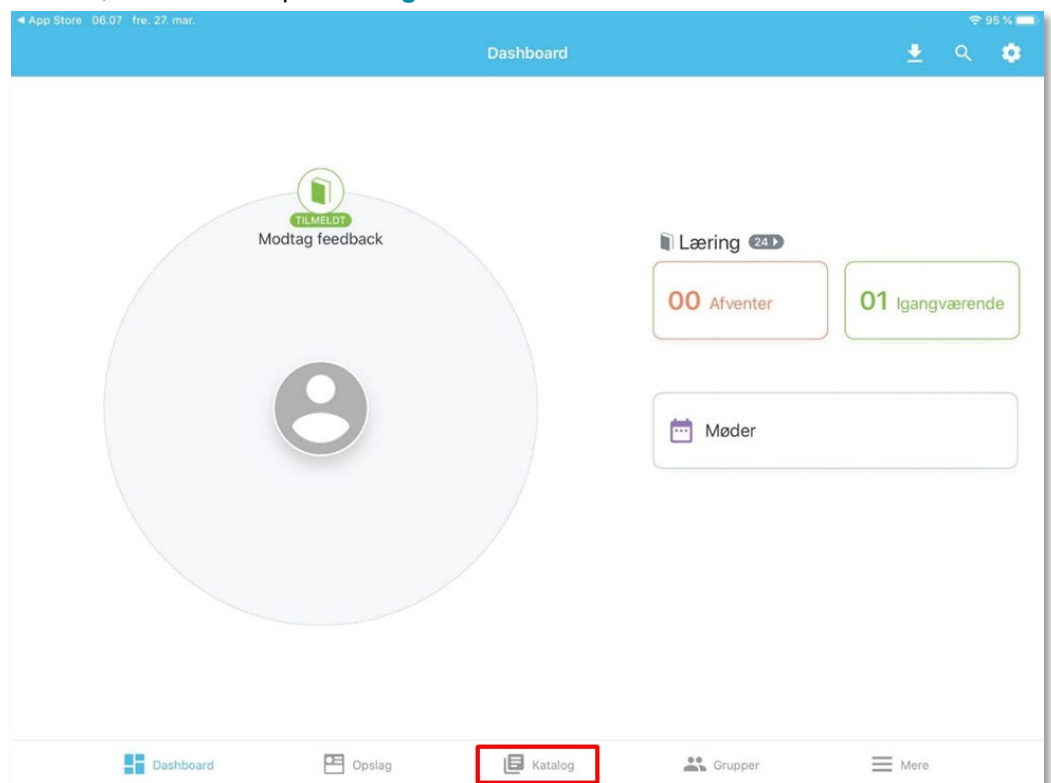 App Store 06.07 fre. 27. mar.
95 %
Dashboard
TILMELDT
Modtag feedback
Læring 24
00 Afventer
01 Igangværende
Møder
Dashboard
Opslag
Katalog
Grupper
Mere